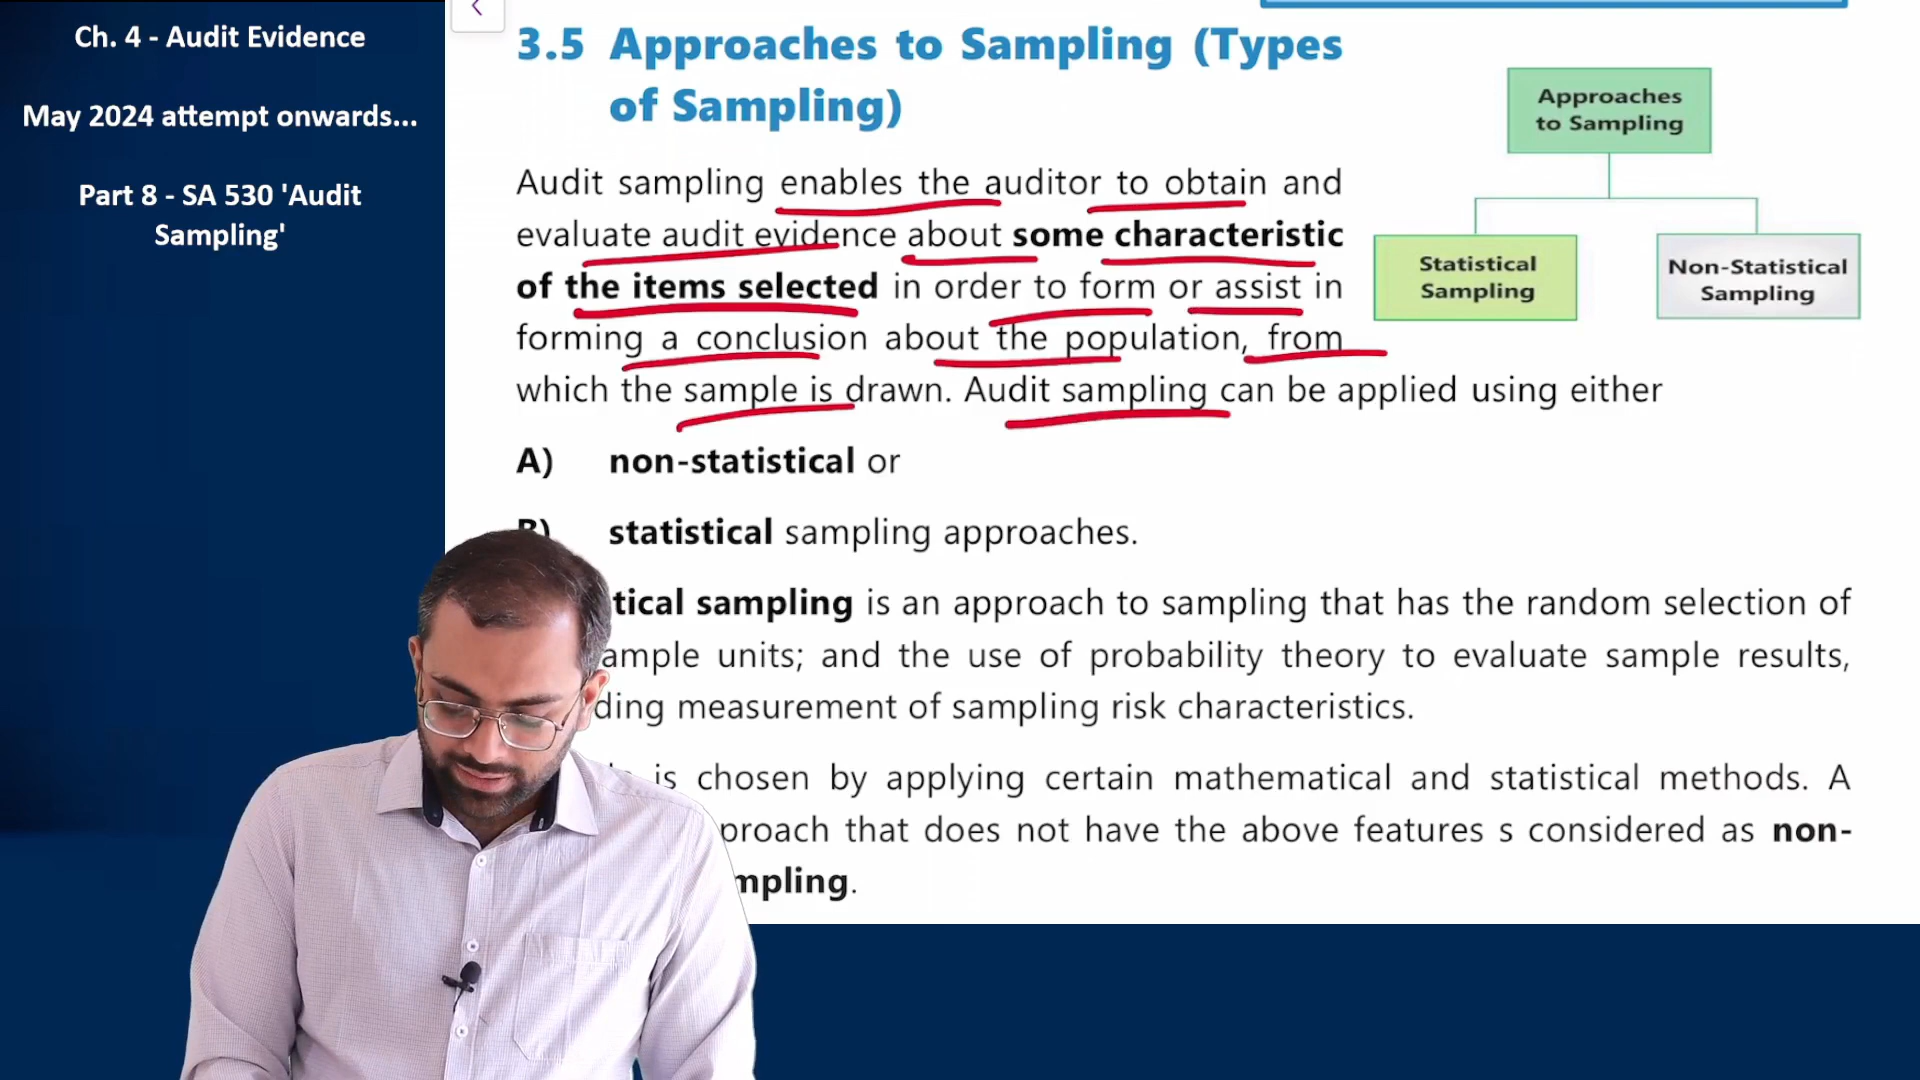 Ch. 4 - Audit Evidence
May 2024 attempt onwards...
Part 8 - SA 530 'Audit
Sampling'
3.5 Approaches to Sampling (Types
of Sampling)
Audit sampling enables the auditor to obtain and
evaluate audit evidence about some characteristic
of the items selected in order to form or assist in
forming a conclusion about the population, from
which the sample is drawn. Audit sampling can be applied using either
A) non-statistical or
B) statistical sampling approaches.
tical sampling is an approach to sampling that has the random selection of
ample units; and the use of probability theory to evaluate sample results,
ding measurement of sampling risk characteristics.
is chosen by applying certain mathematical and statistical methods. A
proach that does not have the above features s considered as non-
mpling.
Approaches
to Sampling
Statistical
Sampling
Non-Statistical
Sampling